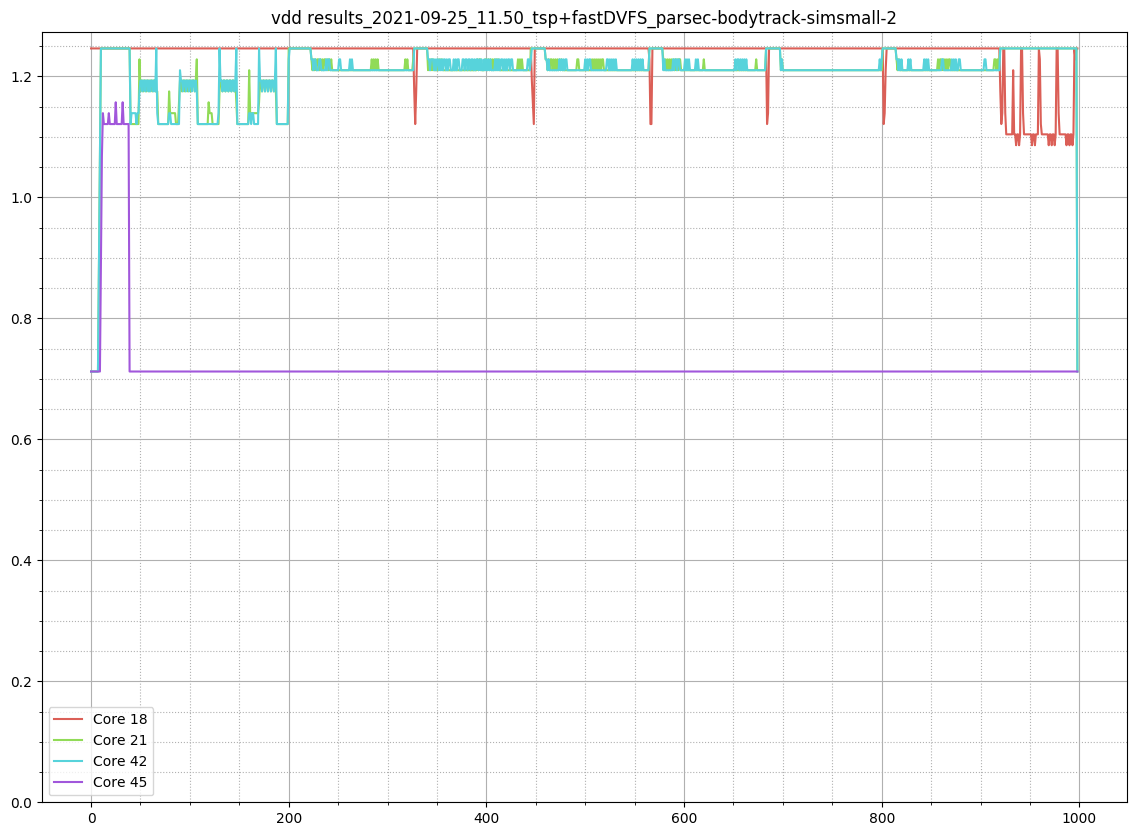 vdd results_2021-09-25_11.50_tsp+fastDVFS_parsec-bodytrack-simsmall-2
1.2
1.0
0.8
0.6
0.4
0.2
0.0
Core 18
Core 21
Core 42
Core 45
0 200 400 600 800 1000